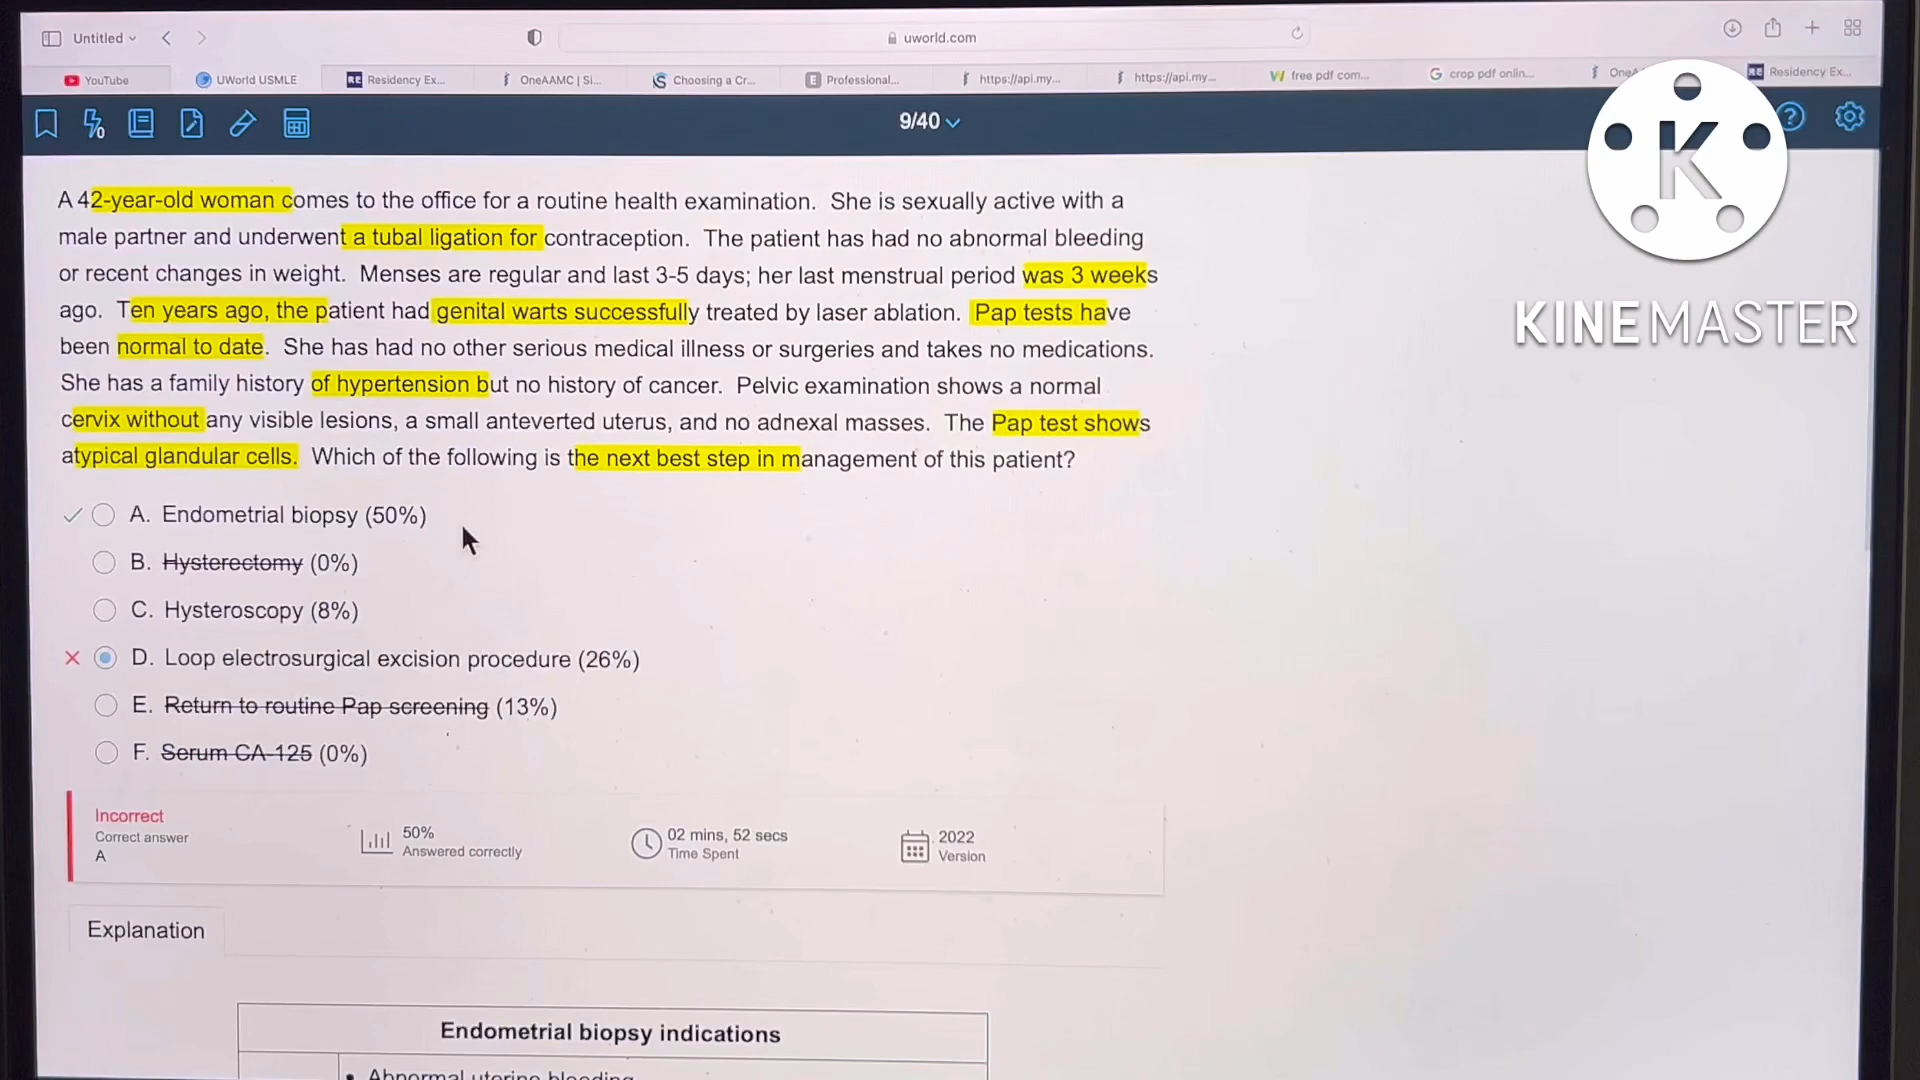 Untitled
uworld.com
YouTube
UWorld USMLE
RE Residency Ex...
OneAAMC | Si...
Choosing a Cr...
E Professional...
https://api.my...
https://api.my...
W free pdf com...
G crop pdf onlin...
RE Residency Ex...
9/40
?
K
KINEMASTER
A 42-year-old woman comes to the office for a routine health examination. She is sexually active with a
male partner and underwent a tubal ligation for contraception. The patient has had no abnormal bleeding
or recent changes in weight. Menses are regular and last 3-5 days; her last menstrual period was 3 weeks
ago. Ten years ago, the patient had genital warts successfully treated by laser ablation. Pap tests have
been normal to date. She has had no other serious medical illness or surgeries and takes no medications.
She has a family history of hypertension but no history of cancer. Pelvic examination shows a normal
cervix without any visible lesions, a small anteverted uterus, and no adnexal masses. The Pap test shows
atypical glandular cells. Which of the following is the next best step in management of this patient?
A. Endometrial biopsy (50%)
B. Hysterectomy (0%)
C. Hysteroscopy (8%)
D. Loop electrosurgical excision procedure (26%)
E. Return to routine Pap screening (13%)
F. Serum CA-125 (0%)
Incorrect
Correct answer
A
50%
Answered correctly
02 mins, 52 secs
Time Spent
2022
Version
Explanation
Endometrial biopsy indications
• Abnormal uterine bleeding